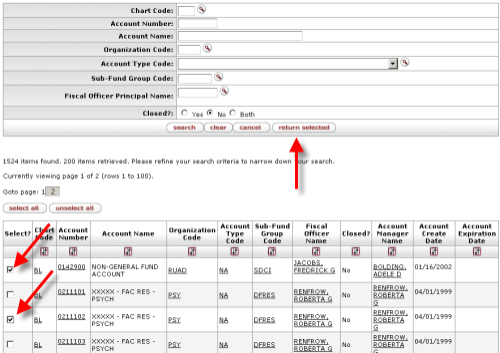 Chart Code:
Account Number:
Account Name:
Organization Code:
Account Type Code:
Sub-Fund Group Code:
Fiscal Officer Principal Name:
Closed?: Yes No Both
search clear cancel return selected
1524 items found. 200 items retrieved. Please refine your search criteria to narrow down your search.
Currently viewing page 1 of 2 (rows 1 to 100).
Goto page: 1 2
select all unselect all
Select? Chart Code Account Number Account Name Organization Code Account Type Code Sub-Fund Group Code Fiscal Officer Name Closed? Account Manager Name Account Create Date Account Expiration Date
BL 0142900 NON-GENERAL FUND ACCOUNT RUAD NA SDCI JACOBS, FREDRICK G No BOLDING, ADELE D 01/16/2002
BL 0211101 XXXXX - FAC RES - PSYCH PSY NA DFRES RENFROW, ROBERTA G No RENFROW, ROBERTA G 04/01/1999
BL 0211102 XXXXX - FAC RES - PSYCH PSY NA DFRES RENFROW, ROBERTA G No RENFROW, ROBERTA G 04/01/1999
BL 0211103 XXXXX - FAC RES - PSYCH PSY NA DFRES RENFROW, ROBERTA G No RENFROW, ROBERTA 04/01/1999